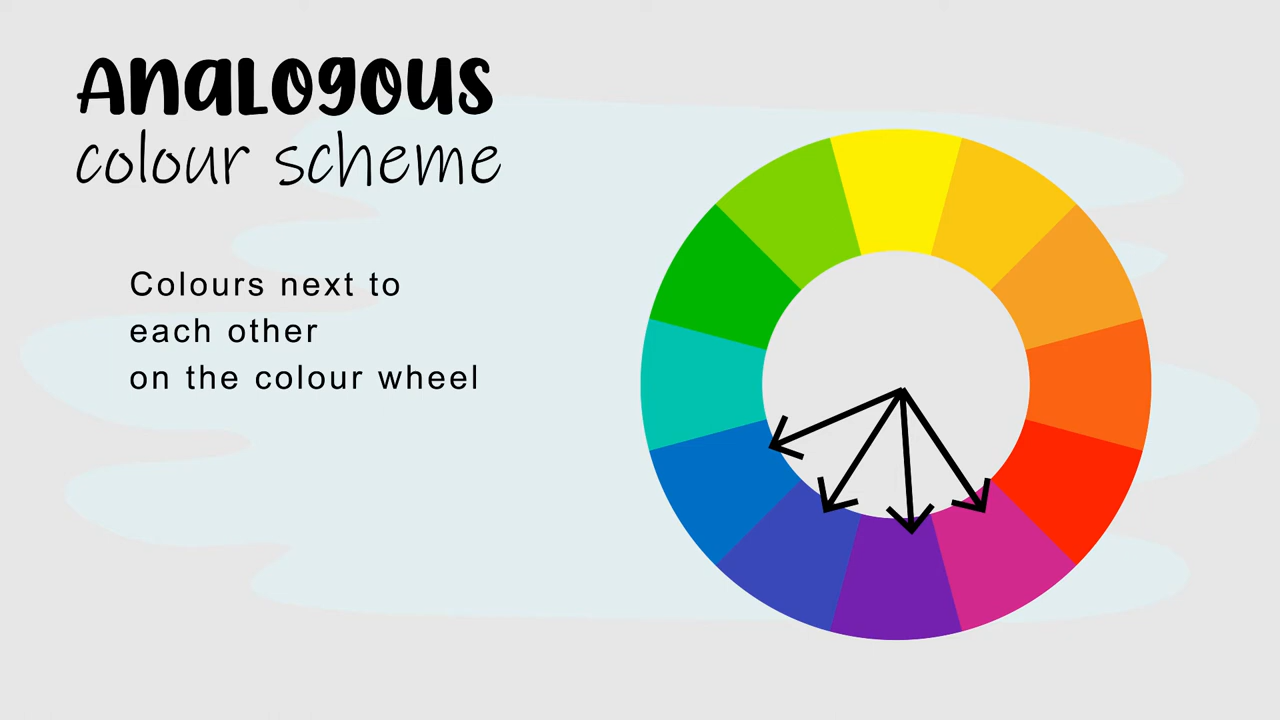 Analogous
colour scheme
Colours next to
each other
on the colour wheel